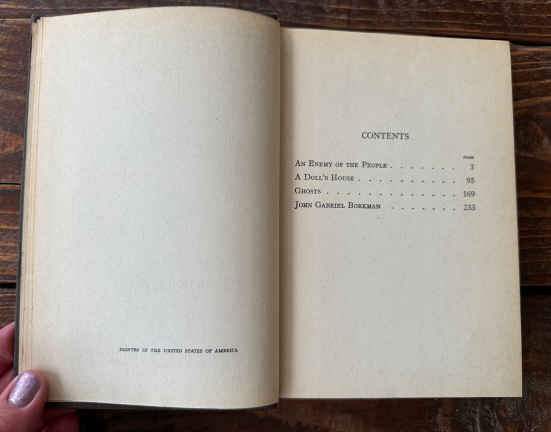 PRINTED IN THE UNITED STATES OF AMERICA
CONTENTS
PAGE
AN ENEMY OF THE PEOPLE . . . . . . . 3
A DOLL'S HOUSE . . . . . . . . . . 95
GHOSTS . . . . . . . . . . . . . 169
JOHN GABRIEL BORKMAN . . . . . . . 233